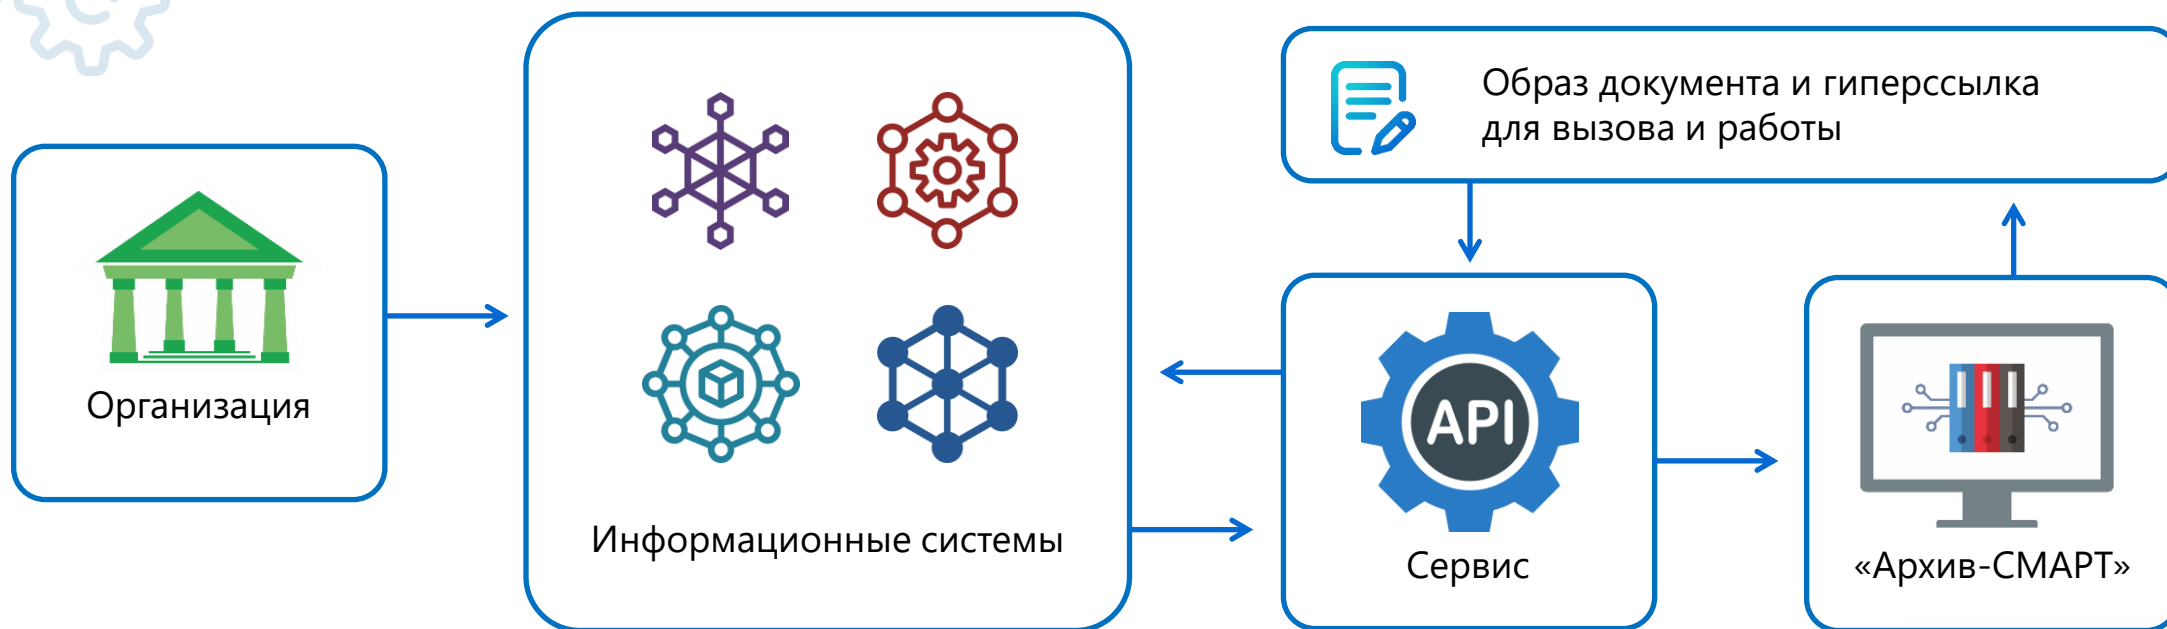 Образ документа и гиперссылка
для вызова и работы
Организация
Информационные системы
API
Сервис
«Архив-СМАРТ»